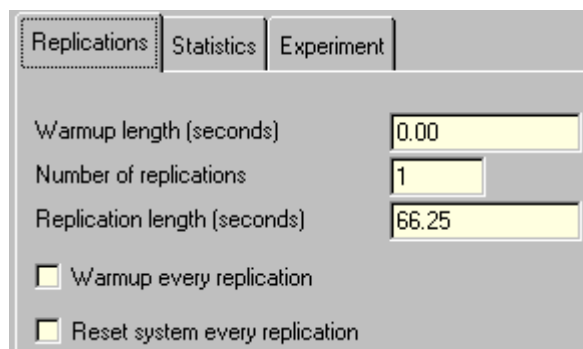 Replications Statistics Experiment
Warmup length (seconds) 0.00
Number of replications 1
Replication length (seconds) 66.25
Warmup every replication
Reset system every replication